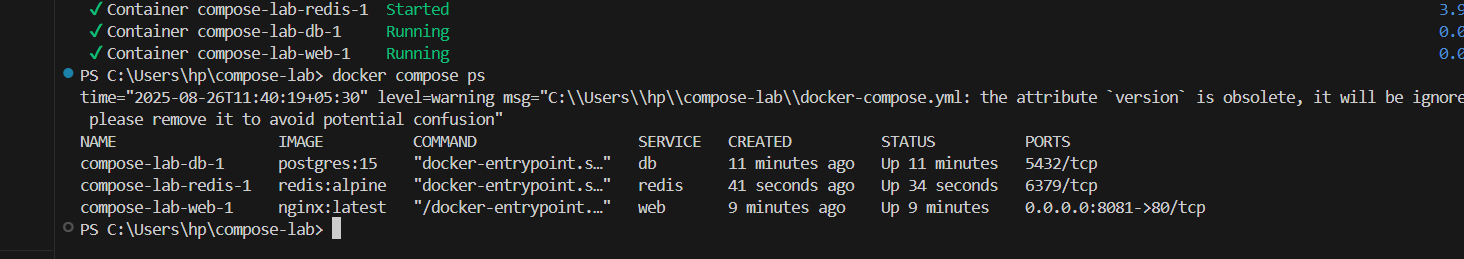 ✓ Container compose-lab-redis-1 Started 3.9
✓ Container compose-lab-db-1 Running 0.0
✓ Container compose-lab-web-1 Running 0.0
PS C:\Users\hp\compose-lab> docker compose ps
time="2025-08-26T11:40:19+05:30" level=warning msg="C:\\Users\\hp\\compose-lab\\docker-compose.yml: the attribute `version` is obsolete, it will be ignore
please remove it to avoid potential confusion"
NAME IMAGE COMMAND SERVICE CREATED STATUS PORTS
compose-lab-db-1 postgres:15 "docker-entrypoint.s…" db 11 minutes ago Up 11 minutes 5432/tcp
compose-lab-redis-1 redis:alpine "docker-entrypoint.s…" redis 41 seconds ago Up 34 seconds 6379/tcp
compose-lab-web-1 nginx:latest "/docker-entrypoint.…" web 9 minutes ago Up 9 minutes 0.0.0.0:8081->80/tcp
PS C:\Users\hp\compose-lab>